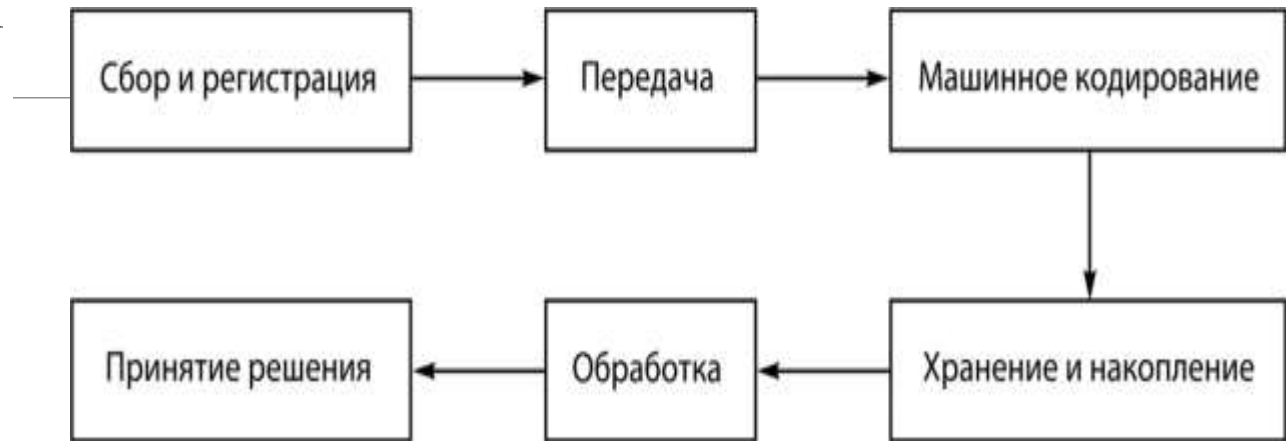 Сбор и регистрация
Передача
Машинное кодирование
Принятие решения
Обработка
Хранение и накопление